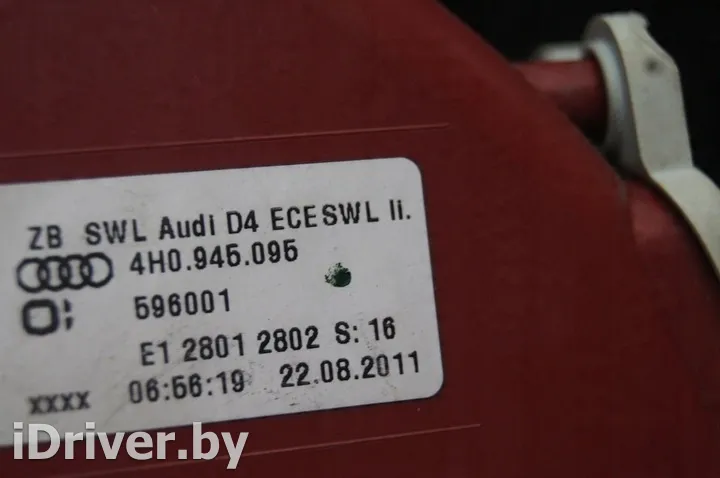 ZB SWL Audi D4 ECESWL li.
4H0.945.095
596001
E1 2801 2802 S: 16
xxxx 06:56:19 22.08.2011
iDriver.by